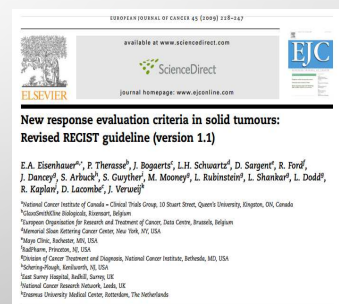 EUROPEAN JOURNAL OF CANCER 45 (2009) 228–247
available at www.sciencedirect.com
ScienceDirect
journal homepage: www.ejconline.com
ELSEVIER
EJC
New response evaluation criteria in solid tumours:
Revised RECIST guideline (version 1.1)
E.A. Eisenhauer, P. Therasse, J. Bogaerts, L.H. Schwartz, D. Sargent, R. Ford,
J. Dancey, S. Arbuck, S. Gwyther, M. Mooney, L. Rubinstein, L. Shankar, L. Dodd,
R. Kaplan, D. Lacombe, J. Verweij
National Cancer Institute of Canada – Clinical Trials Group, 10 Stuart Street, Queen's University, Kingston, ON, Canada
GlaxoSmithKline Biologicals, Rixensart, Belgium
European Organisation for Research and Treatment of Cancer, Data Centre, Brussels, Belgium
Memorial Sloan Kettering Cancer Center, New York, NY, USA
Mayo Clinic, Rochester, MN, USA
RadPharm, Princeton, NJ, USA
Division of Cancer Treatment and Diagnosis, National Cancer Institute, Bethesda, MD, USA
Schering-Plough, Kenilworth, NJ, USA
East Surrey Hospital, Redhill, Surrey, UK
National Cancer Research Network, Leeds, UK
Erasmus University Medical Center, Rotterdam, The Netherlands